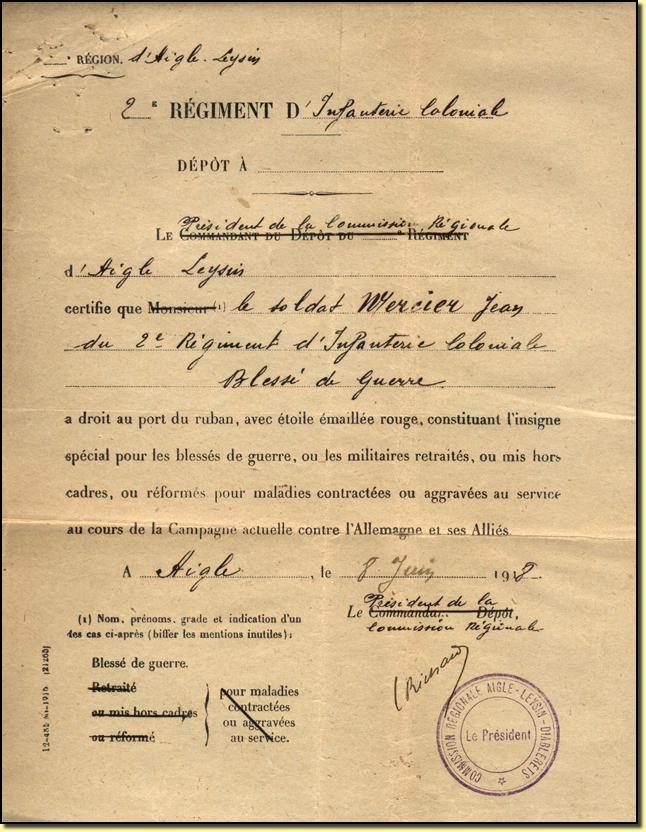 RÉGION. d'Aigle-Leysin
2 E RÉGIMENT D'Infanterie Coloniale
DÉPÔT À
Président de la Commission Régionale
LE COMMANDANT DU DÉPÔT DU e RÉGIMENT
d'Aigle Leysin
certifie que Monsieur (1) le soldat Mercier Jean
du 2e Régiment d'Infanterie Coloniale
Blessé de Guerre
a droit au port du ruban, avec étoile émaillée rouge, constituant l'insigne
spécial pour les blessés de guerre, ou les militaires retraités, ou mis hors
cadres, ou réformés pour maladies contractées ou aggravées au service
au cours de la Campagne actuelle contre l'Allemagne et ses Alliés.
A Aigle, le 8 Juin 1918
Président de la
Le Commandant Dépôt,
Commission Régionale
(1) Nom, prénoms, grade et indication d'un
des cas ci-après (biffer les mentions inutiles):
Blessé de guerre.
Retraité
ou mis hors cadres
ou réformé
pour maladies
contractées
ou aggravées
au service.
COMMISSION RÉGIONALE AIGLE-LEYSIN-DIABLERETS
Le Président